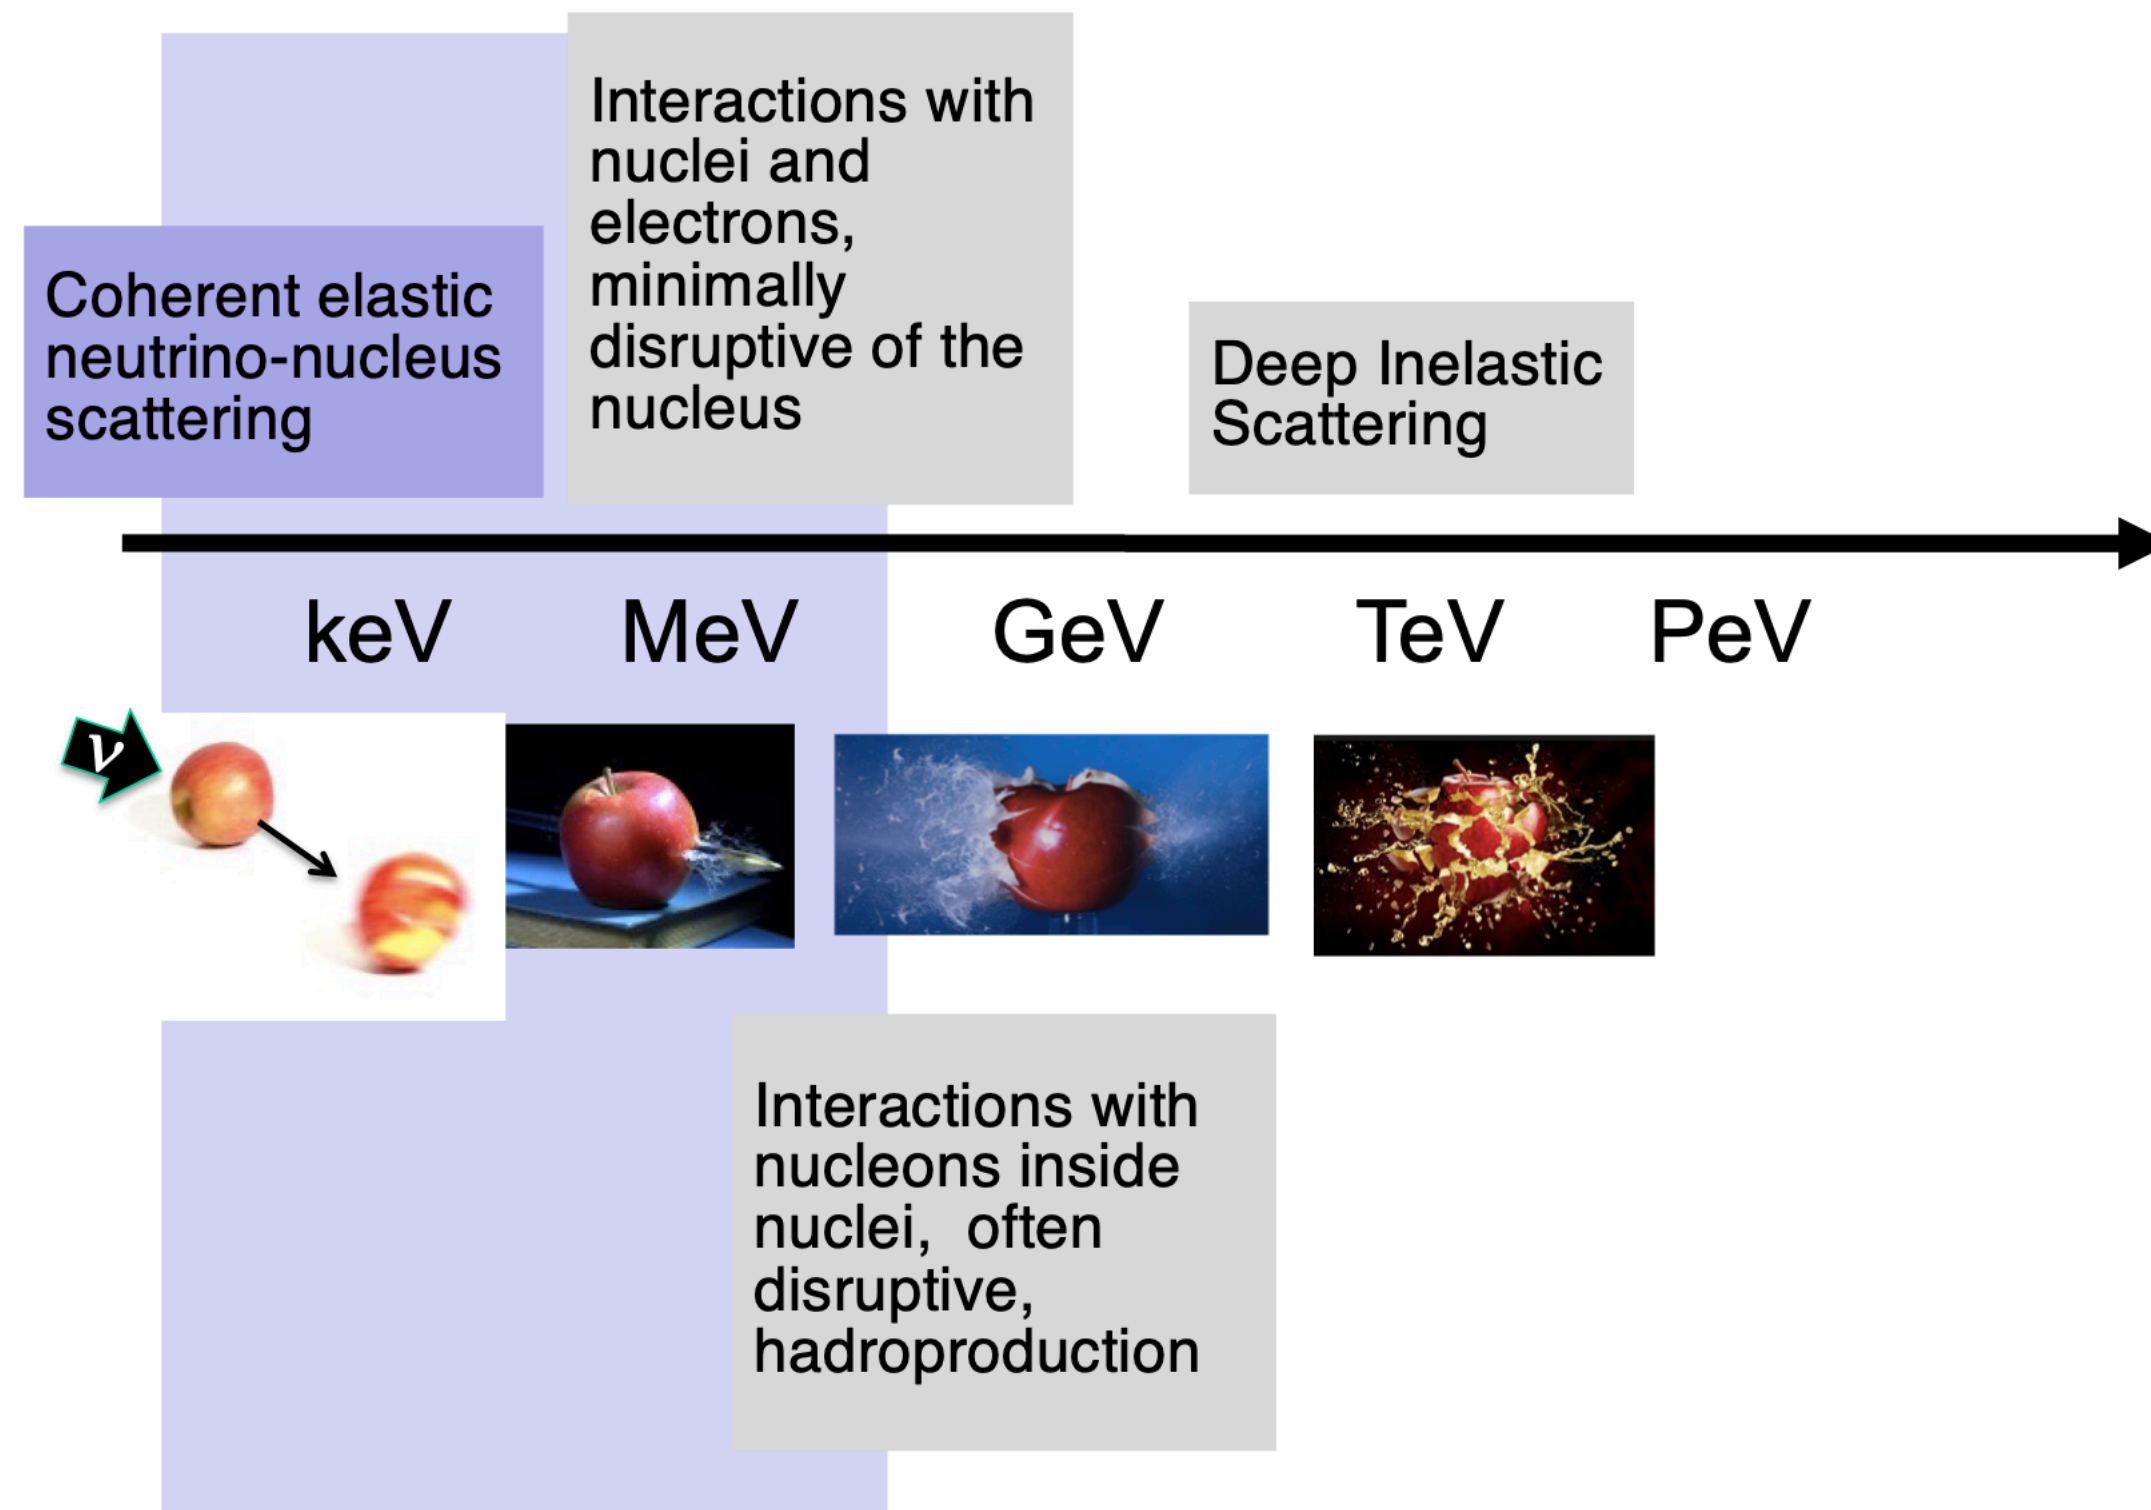 Interactions with
nuclei and
electrons,
minimally
disruptive of the
nucleus
Coherent elastic
neutrino-nucleus
scattering
Deep Inelastic
Scattering
keV MeV GeV TeV PeV
ν
Interactions with
nucleons inside
nuclei, often
disruptive,
hadroproduction